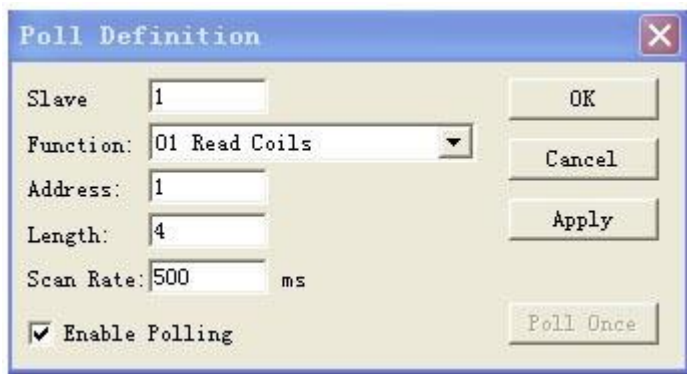 Poll Definition
Slave 1 OK
Function: 01 Read Coils Cancel
Address: 1
Length: 4 Apply
Scan Rate: 500 ms
Enable Polling Poll Once